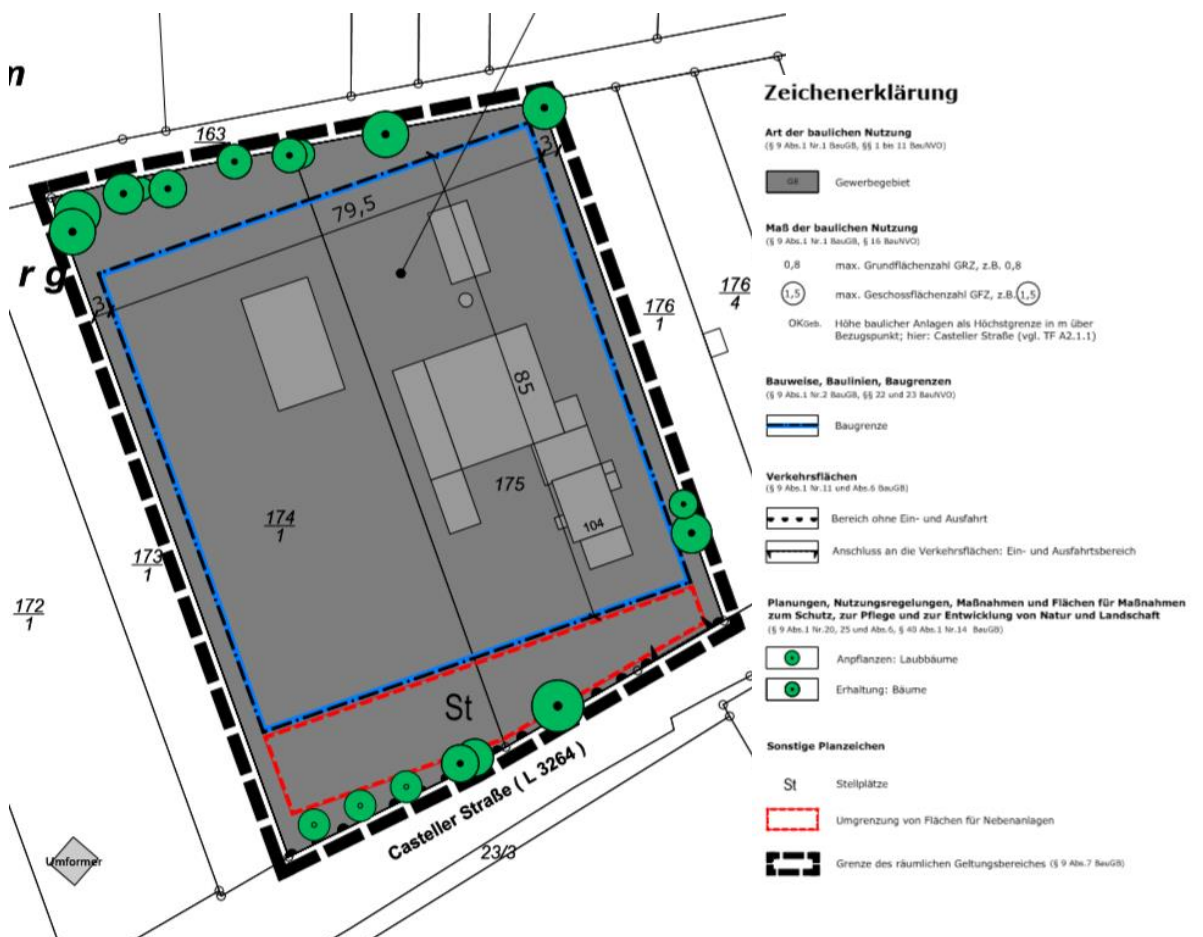 n
163
r g
79,5
3
3
85
176
1
176
4
175
174
1
104
173
1
172
1
St
Casteller Straße ( L 3264 )
23/3
Umformer
Zeichenerklärung
Art der baulichen Nutzung
(§ 9 Abs.1 Nr.1 BauGB, §§ 1 bis 11 BauNVO)
Gewerbegebiet
Maß der baulichen Nutzung
(§ 9 Abs.1 Nr.1 BauGB, § 16 BauNVO)
0,8 max. Grundflächenzahl GRZ, z.B. 0,8
1,5 max. Geschossflächenzahl GFZ, z.B. 1,5
OKGeb. Höhe baulicher Anlagen als Höchstgrenze in m über
Bezugspunkt; hier: Casteller Straße (vgl. TF A2.1.1)
Bauweise, Baulinien, Baugrenzen
(§ 9 Abs.1 Nr.2 BauGB, §§ 22 und 23 BauNVO)
Baugrenze
Verkehrsflächen
(§ 9 Abs.1 Nr.11 und Abs.6 BauGB)
Bereich ohne Ein- und Ausfahrt
Anschluss an die Verkehrsflächen: Ein- und Ausfahrtsbereich
Planungen, Nutzungsregelungen, Maßnahmen und Flächen für Maßnahmen
zum Schutz, zur Pflege und zur Entwicklung von Natur und Landschaft
(§ 9 Abs.1 Nr.20, 25 und Abs.6, § 40 Abs.1 Nr.14 BauGB)
Anpflanzen: Laubbäume
Erhaltung: Bäume
Sonstige Planzeichen
St Stellplätze
Umgrenzung von Flächen für Nebenanlagen
Grenze des räumlichen Geltungsbereiches (§ 9 Abs.7 BauGB)